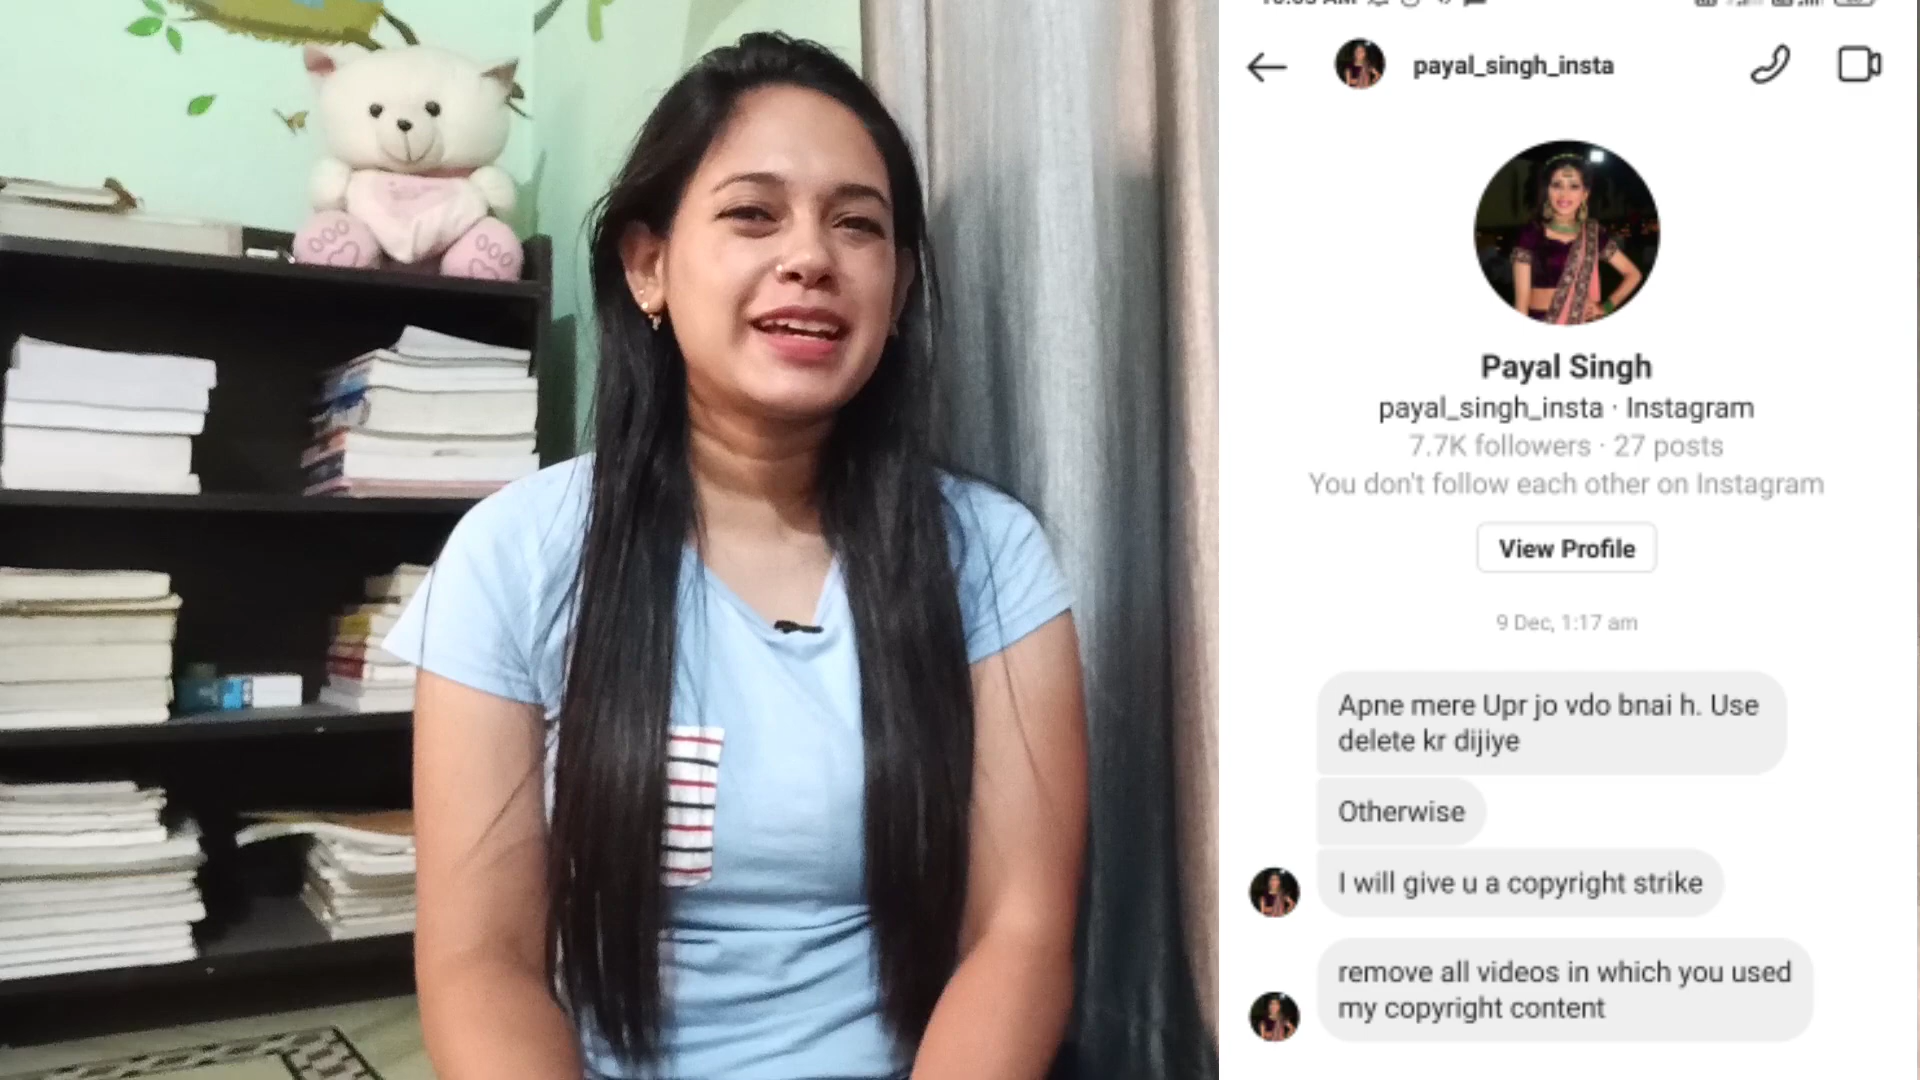 payal_singh_insta
Payal Singh
payal_singh_insta · Instagram
7.7K followers · 27 posts
You don't follow each other on Instagram
View Profile
9 Dec, 1:17 am
Apne mere Upr jo vdo bnai h. Use
delete kr dijiye
Otherwise
I will give u a copyright strike
remove all videos in which you used
my copyright content